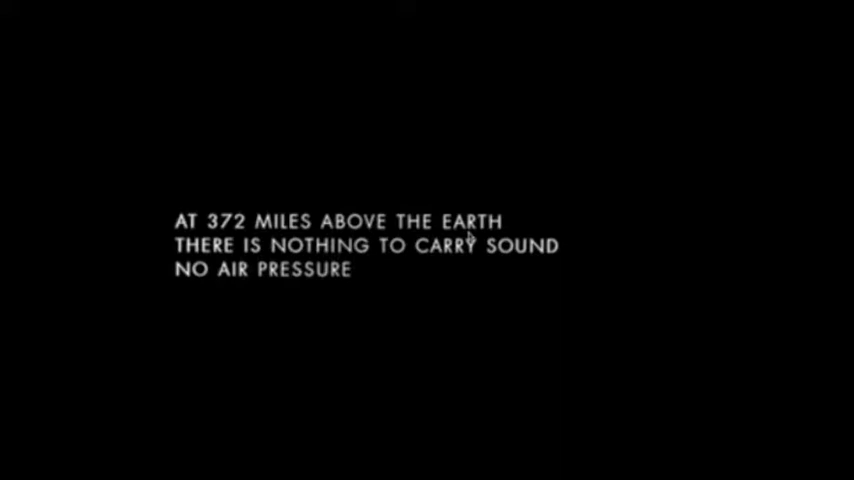 AT 372 MILES ABOVE THE EARTH
THERE IS NOTHING TO CARRY SOUND
NO AIR PRESSURE